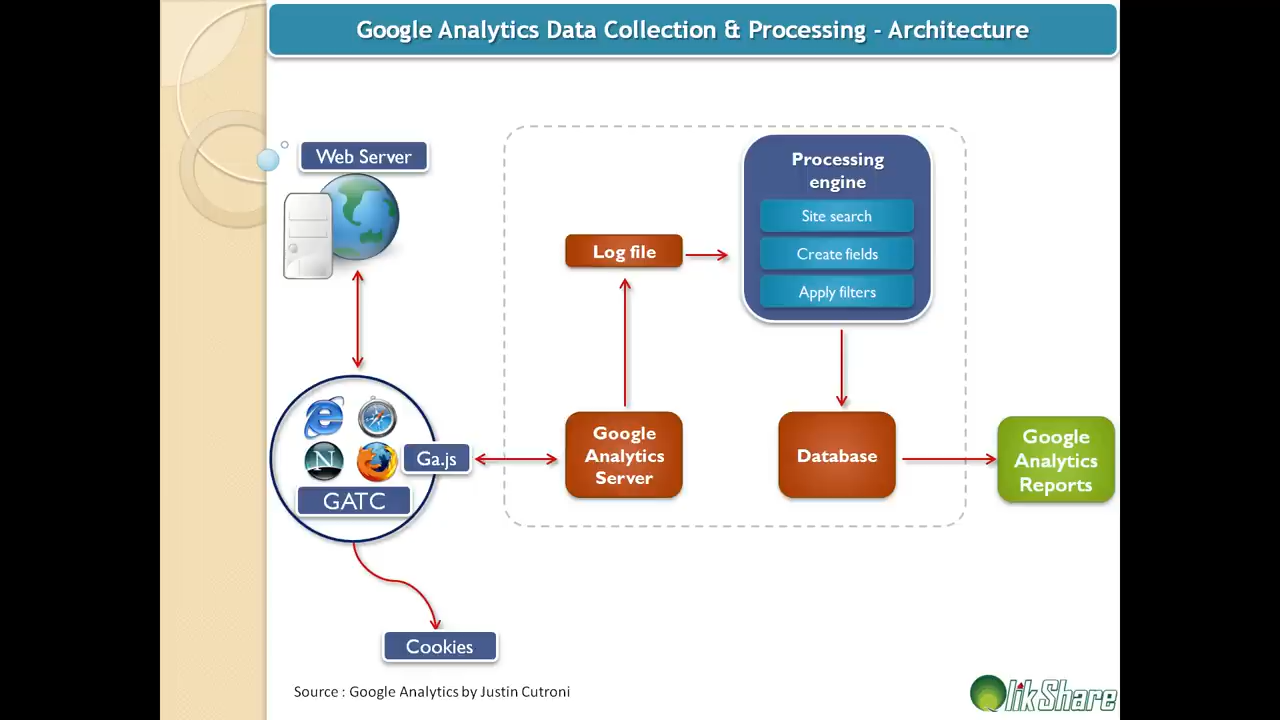 Google Analytics Data Collection & Processing - Architecture
Web Server
Processing
engine
Site search
Create fields
Apply filters
Log file
Google
Analytics
Server
Database
Google
Analytics
Reports
N
Ga.js
GATC
Cookies
Source : Google Analytics by Justin Cutroni
QlikShare